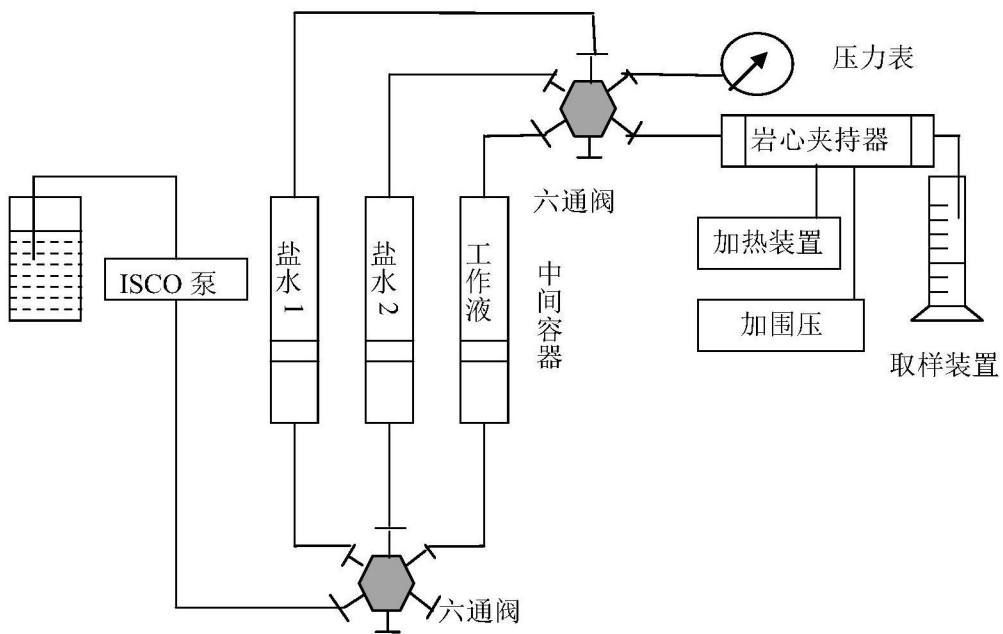 压力表
岩心夹持器
六通阀
加热装置
盐水1
盐水2
工作液
中间容器
ISCO 泵
加围压
取样装置
六通阀